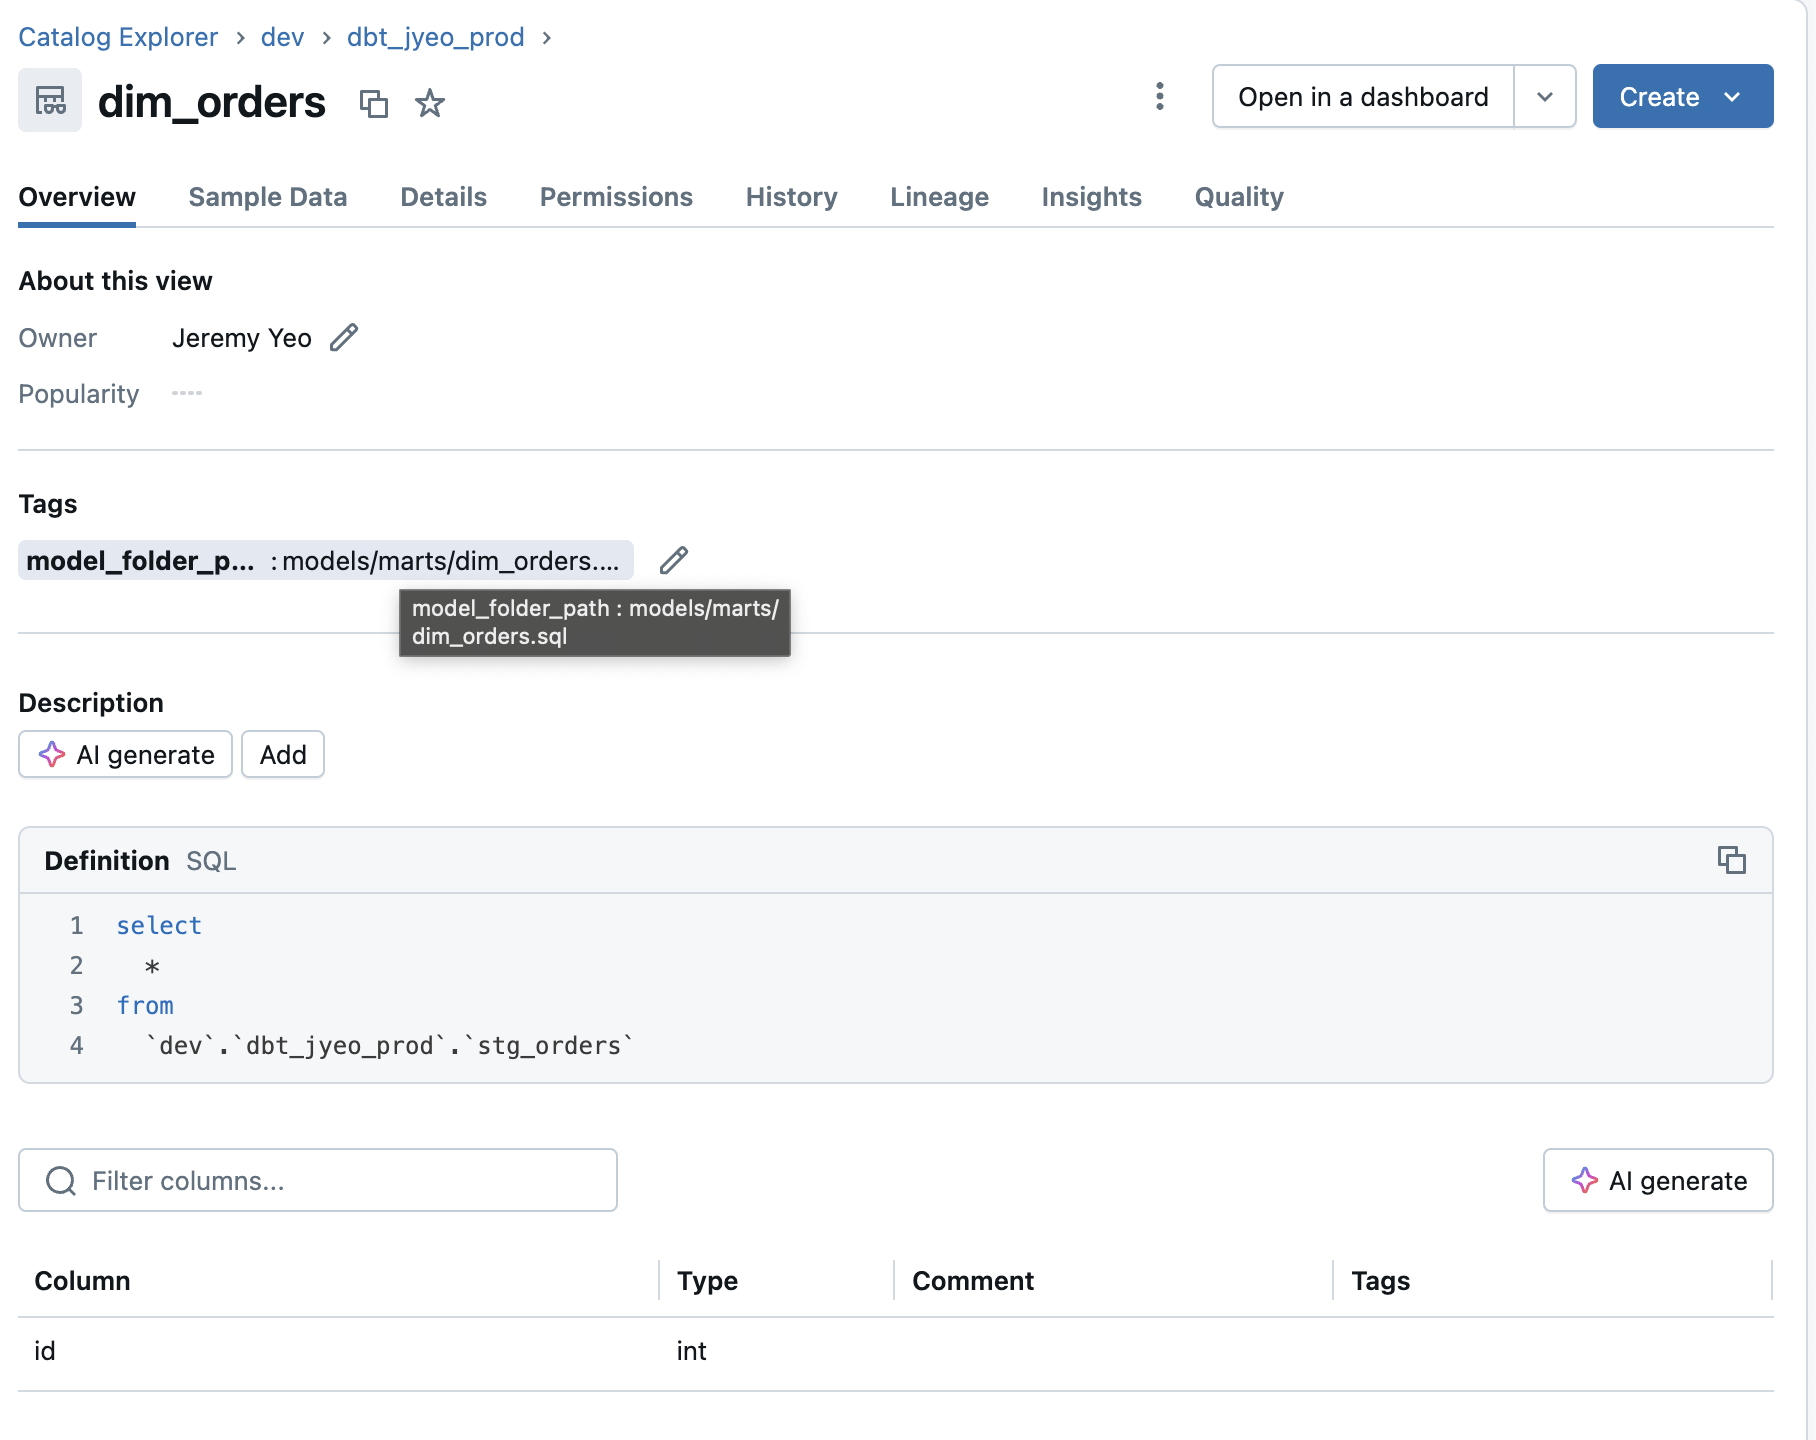 Catalog Explorer > dev > dbt_jyeo_prod >
dim_orders
Open in a dashboard
Create
Overview Sample Data Details Permissions History Lineage Insights Quality
About this view
Owner Jeremy Yeo
Popularity ----
Tags
model_folder_p... : models/marts/dim_orders....
model_folder_path : models/marts/
dim_orders.sql
Description
AI generate Add
Definition SQL
1 select
2 *
3 from
4 `dev`.`dbt_jyeo_prod`.`stg_orders`
Filter columns...
AI generate
Column Type Comment Tags
id int